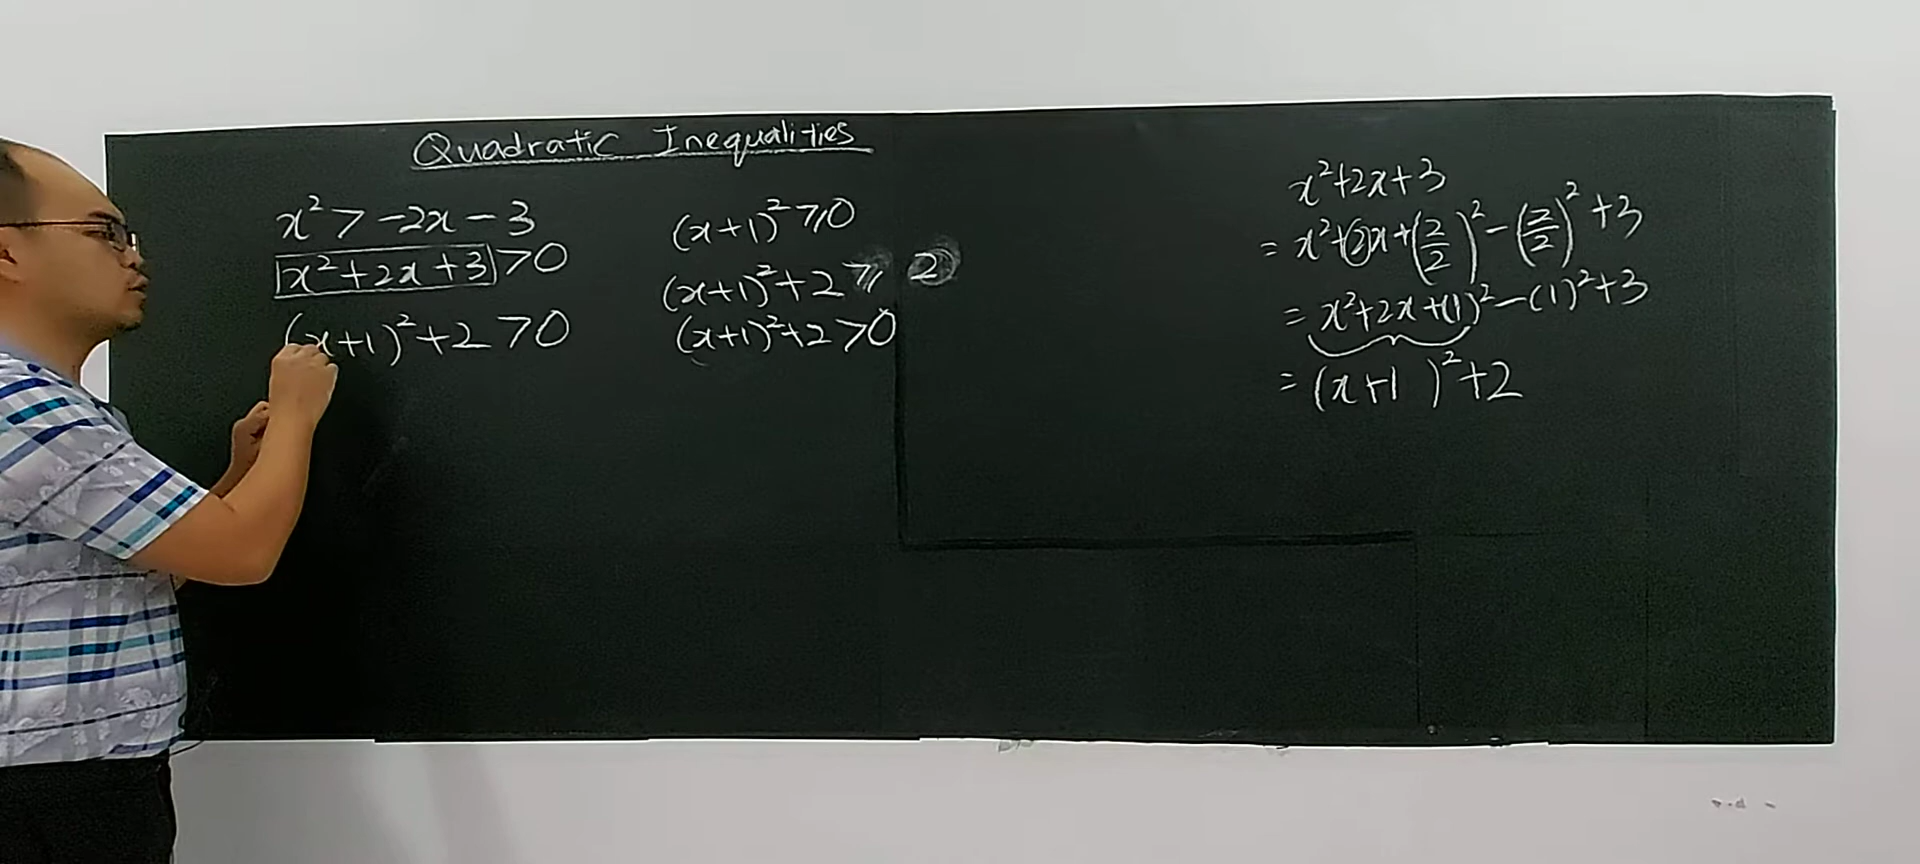 Quadratic Inequalities
x² > -2x - 3
x² + 2x + 3 > 0
(x+1)² + 2 > 0
(x+1)² ≥ 0
(x+1)² + 2 ≥ 2
(x+1)² + 2 > 0
x² + 2x + 3
= x² + 2x + (2/2)² - (2/2)² + 3
= x² + 2x + (1)² - (1)² + 3
= (x+1)² + 2